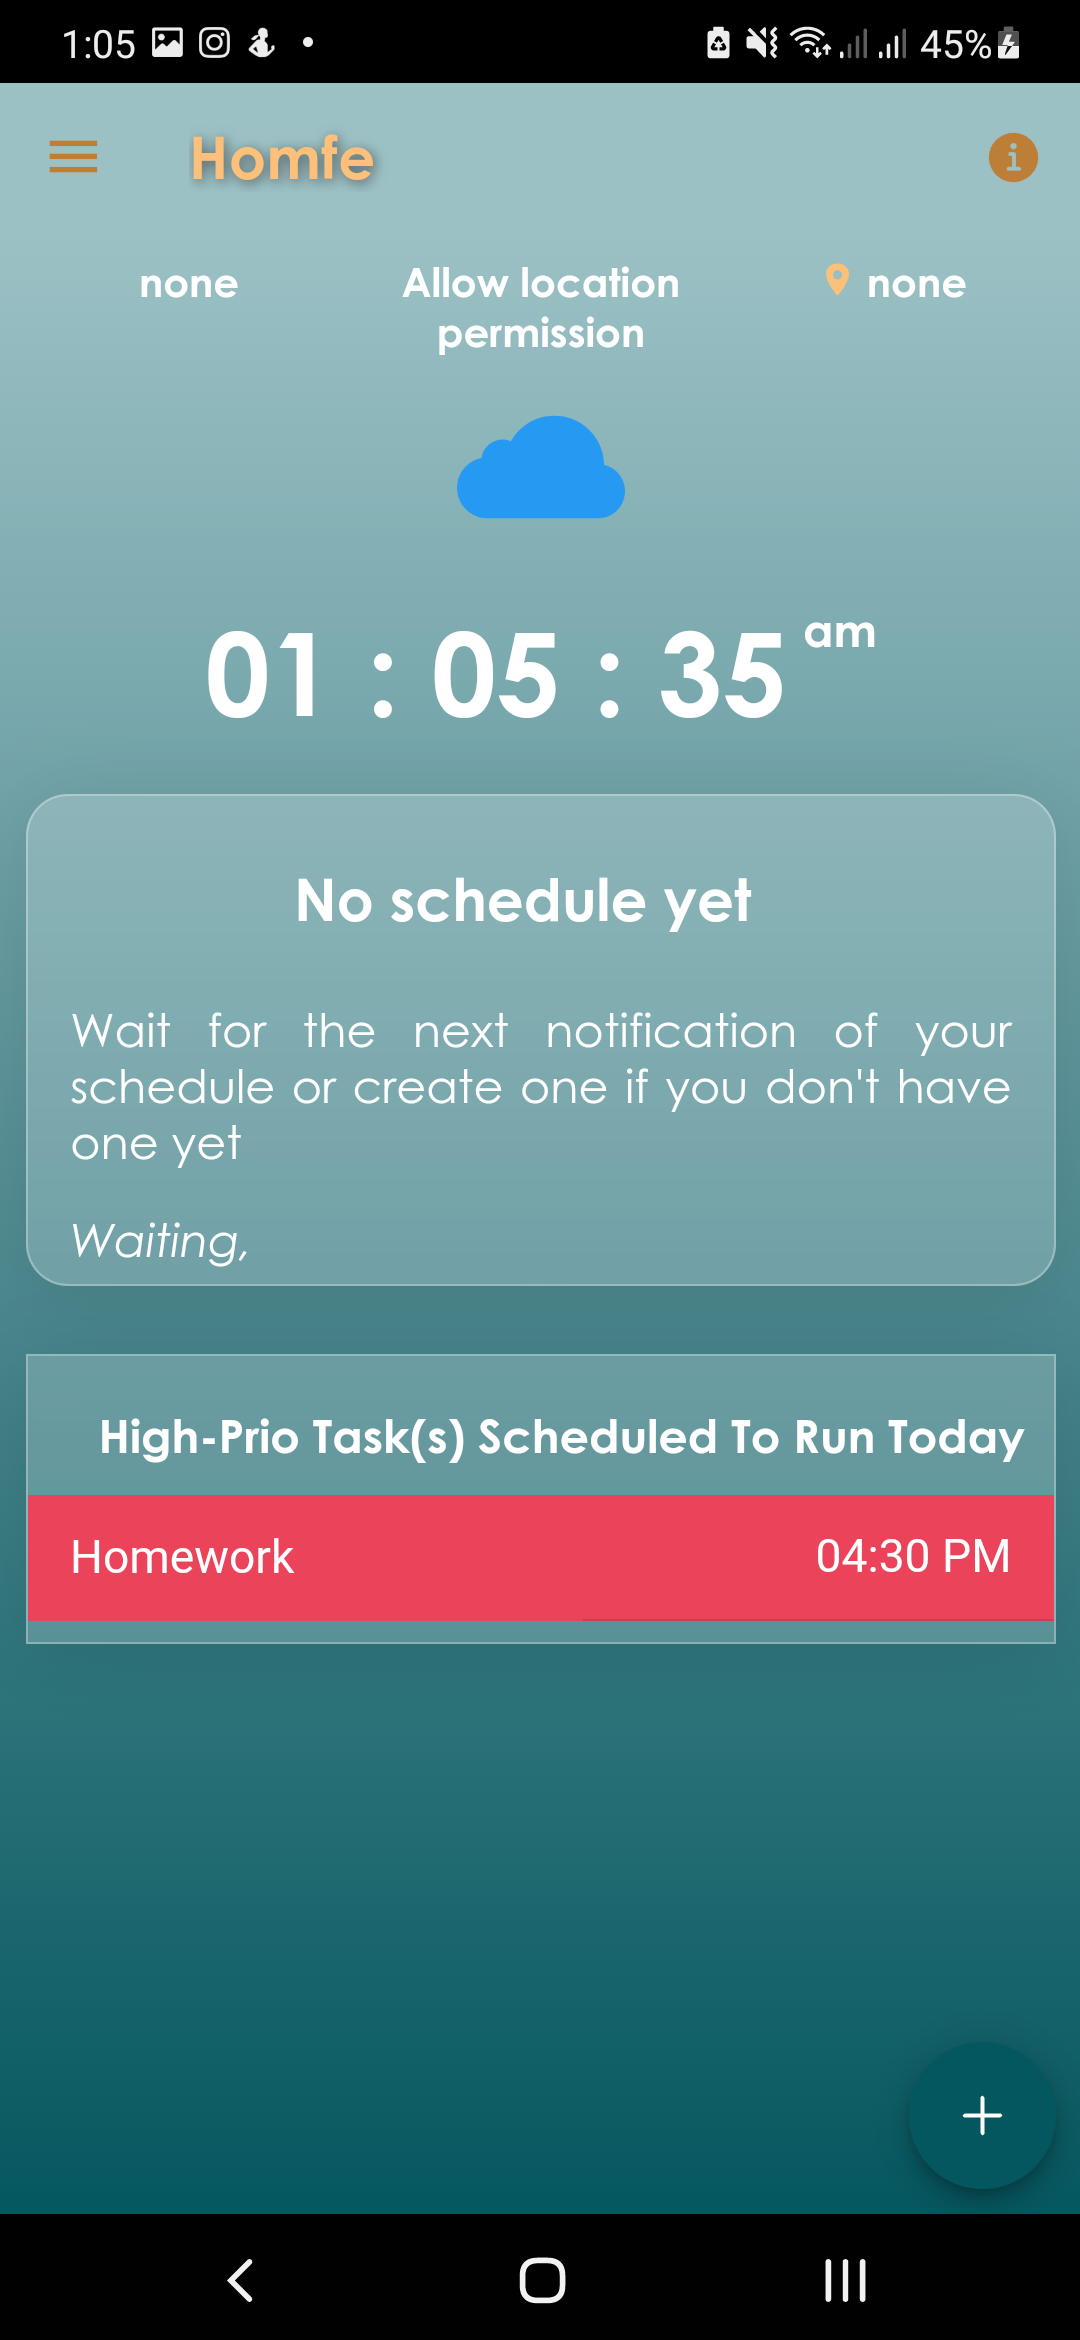 1:05 45%
Homfe
none Allow location permission none
01 : 05 : 35 am
No schedule yet
Wait for the next notification of your
schedule or create one if you don't have
one yet
Waiting,
High-Prio Task(s) Scheduled To Run Today
Homework 04:30 PM